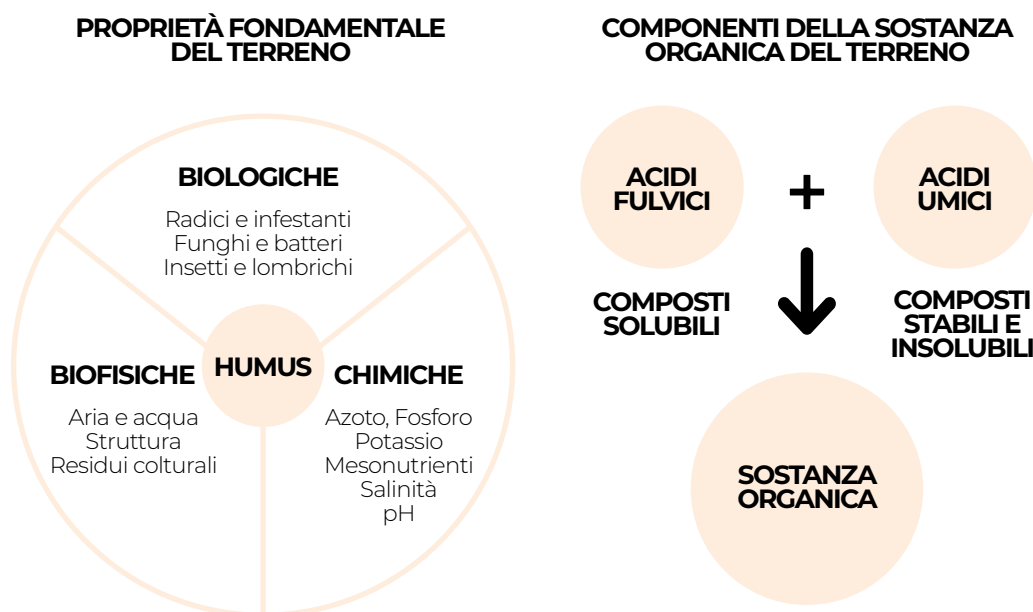 PROPRIETÀ FONDAMENTALE
DEL TERRENO
BIOLOGICHE
Radici e infestanti
Funghi e batteri
Insetti e lombrichi
HUMUS
BIOFISICHE
Aria e acqua
Struttura
Residui colturali
CHIMICHE
Azoto, Fosforo
Potassio
Mesonutrienti
Salinità
pH
COMPONENTI DELLA SOSTANZA
ORGANICA DEL TERRENO
ACIDI
FULVICI
+
ACIDI
UMICI
COMPOSTI
SOLUBILI
COMPOSTI
STABILI E
INSOLUBILI
SOSTANZA
ORGANICA